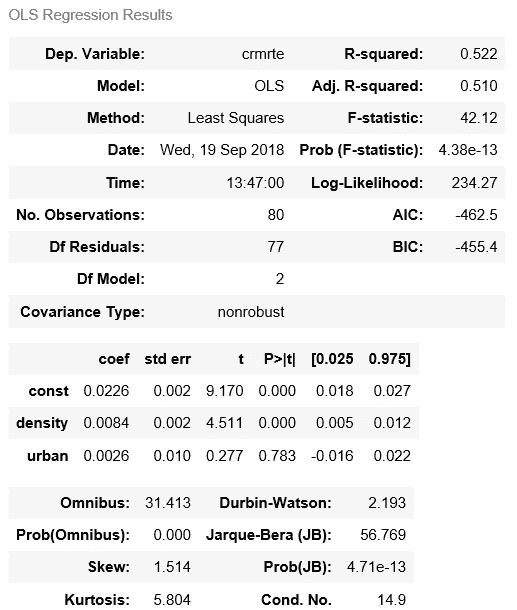 OLS Regression Results
Dep. Variable: crmrte R-squared: 0.522
Model: OLS Adj. R-squared: 0.510
Method: Least Squares F-statistic: 42.12
Date: Wed, 19 Sep 2018 Prob (F-statistic): 4.38e-13
Time: 13:47:00 Log-Likelihood: 234.27
No. Observations: 80 AIC: -462.5
Df Residuals: 77 BIC: -455.4
Df Model: 2
Covariance Type: nonrobust
coef std err t P>|t| [0.025 0.975]
const 0.0226 0.002 9.170 0.000 0.018 0.027
density 0.0084 0.002 4.511 0.000 0.005 0.012
urban 0.0026 0.010 0.277 0.783 -0.016 0.022
Omnibus: 31.413 Durbin-Watson: 2.193
Prob(Omnibus): 0.000 Jarque-Bera (JB): 56.769
Skew: 1.514 Prob(JB): 4.71e-13
Kurtosis: 5.804 Cond. No. 14.9